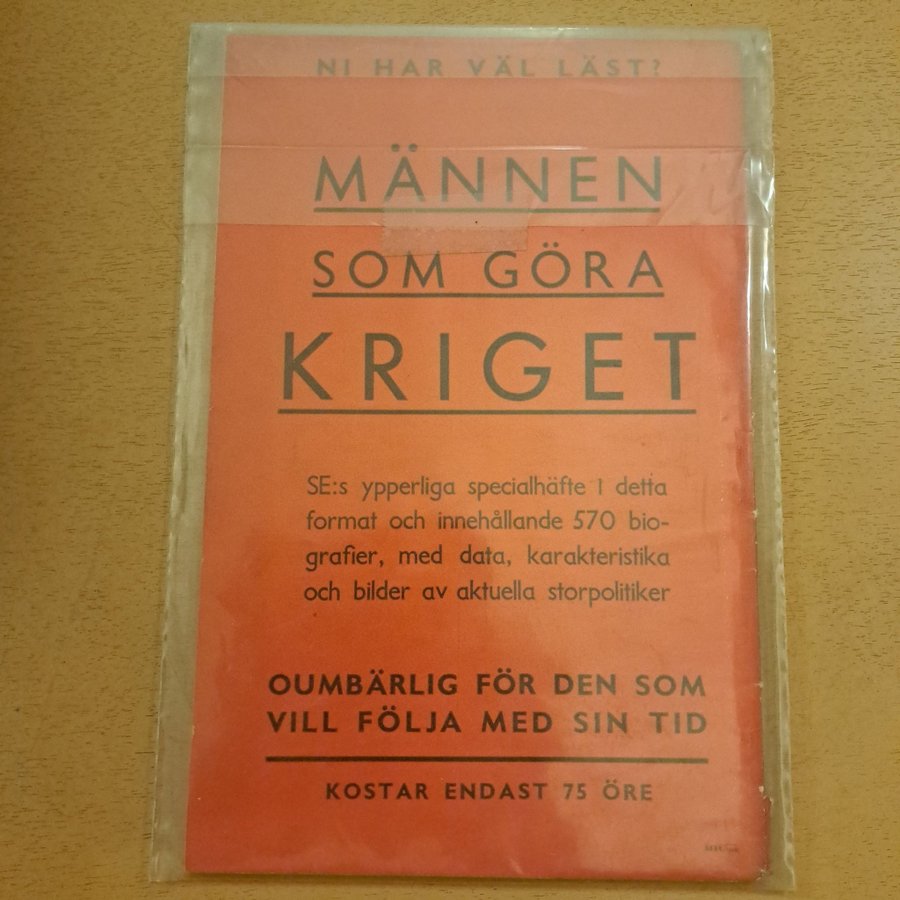 NI HAR VÄL LÄST?
MÄNNEN
SOM GÖRA
KRIGET
SE:s ypperliga specialhäfte i detta
format och innehållande 570 bio-
grafier, med data, karakteristika
och bilder av aktuella storpolitiker
OUMBÄRLIG FÖR DEN SOM
VILL FÖLJA MED SIN TID
KOSTAR ENDAST 75 ÖRE